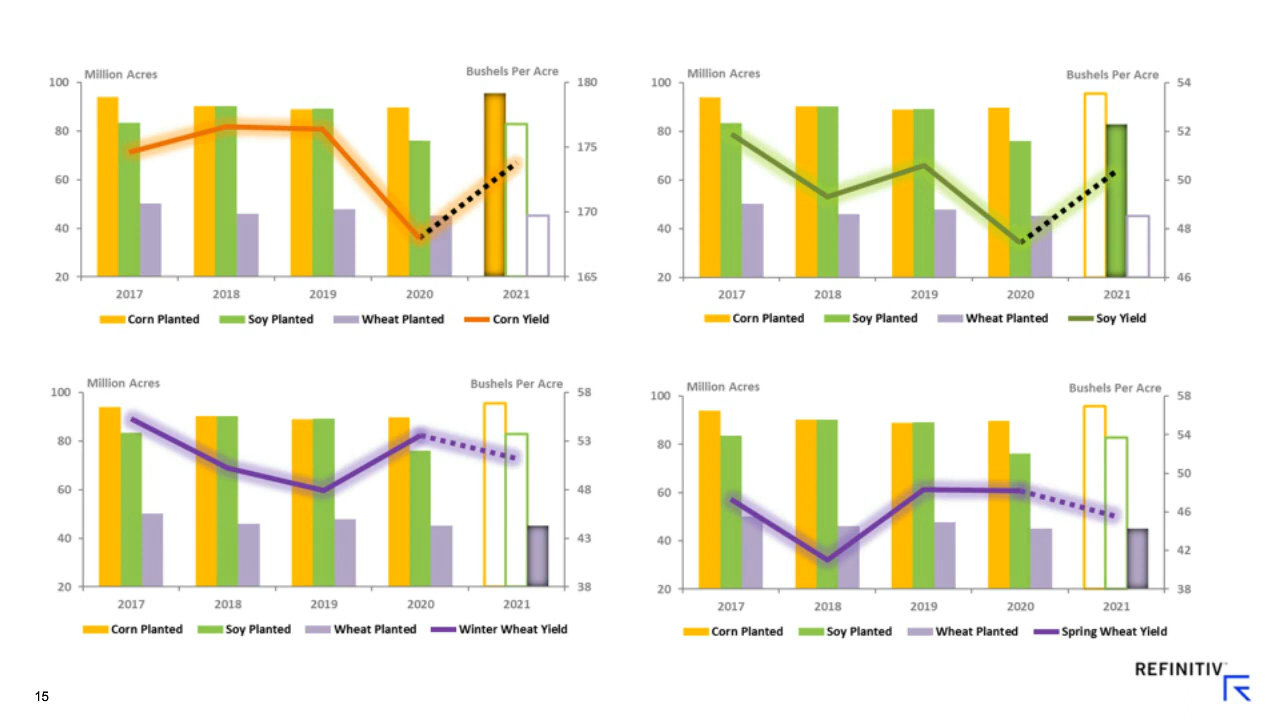 Million Acres
Bushels Per Acre
100
80
60
40
20
180
175
170
165
2017 2018 2019 2020 2021
Corn Planted Soy Planted Wheat Planted Corn Yield
Million Acres
Bushels Per Acre
100
80
60
40
20
54
52
50
48
46
2017 2018 2019 2020 2021
Corn Planted Soy Planted Wheat Planted Soy Yield
Million Acres
Bushels Per Acre
100
80
60
40
20
58
53
48
43
38
2017 2018 2019 2020 2021
Corn Planted Soy Planted Wheat Planted Winter Wheat Yield
Million Acres
Bushels Per Acre
100
80
60
40
20
58
54
50
46
42
38
2017 2018 2019 2020 2021
Corn Planted Soy Planted Wheat Planted Spring Wheat Yield
15
REFINITIV